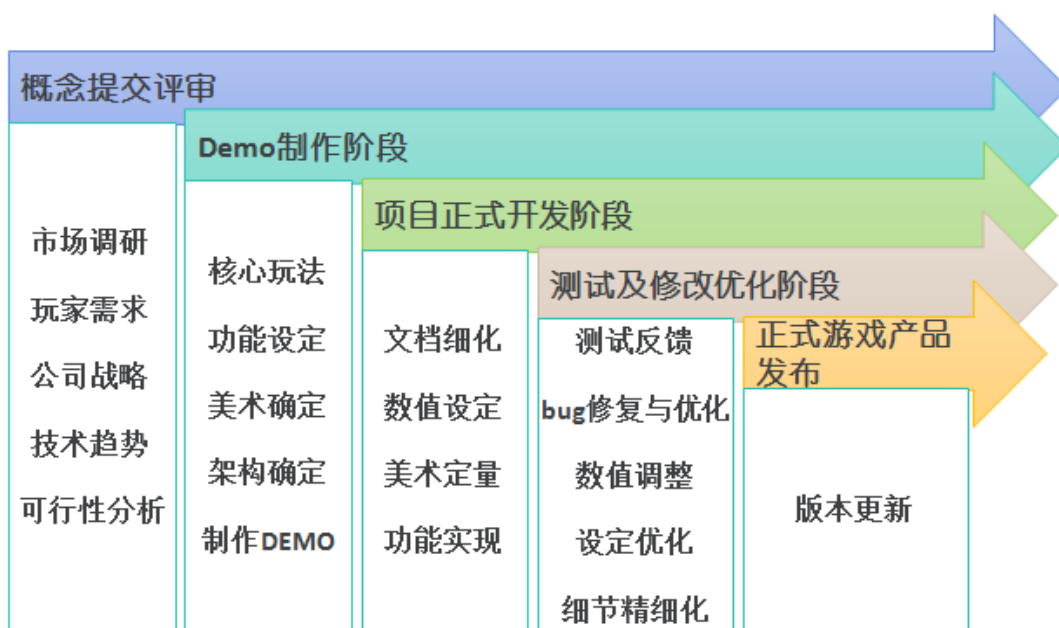 概念提交评审
市场调研
玩家需求
公司战略
技术趋势
可行性分析
Demo制作阶段
核心玩法
功能设定
美术确定
架构确定
制作DEMO
项目正式开发阶段
文档细化
数值设定
美术定量
功能实现
测试及修改优化阶段
测试反馈
bug修复与优化
数值调整
设定优化
细节精细化
正式游戏产品
发布
版本更新